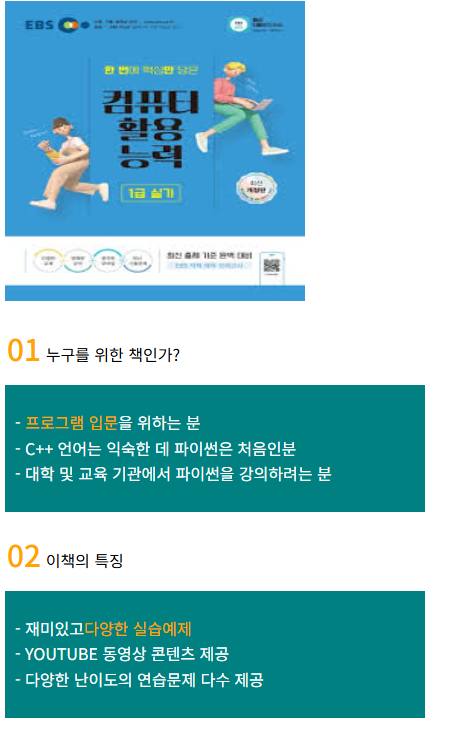 EBS
한 번에 핵심만 담은
컴퓨터
활용
능력
1급 실기
최신
개정판
최신 출제 기준 완벽 대비
01 누구를 위한 책인가?
- 프로그램 입문을 위하는 분
- C++ 언어는 익숙한 데 파이썬은 처음인분
- 대학 및 교육 기관에서 파이썬을 강의하려는 분
02 이책의 특징
- 재미있고다양한 실습예제
- YOUTUBE 동영상 콘텐츠 제공
- 다양한 난이도의 연습문제 다수 제공